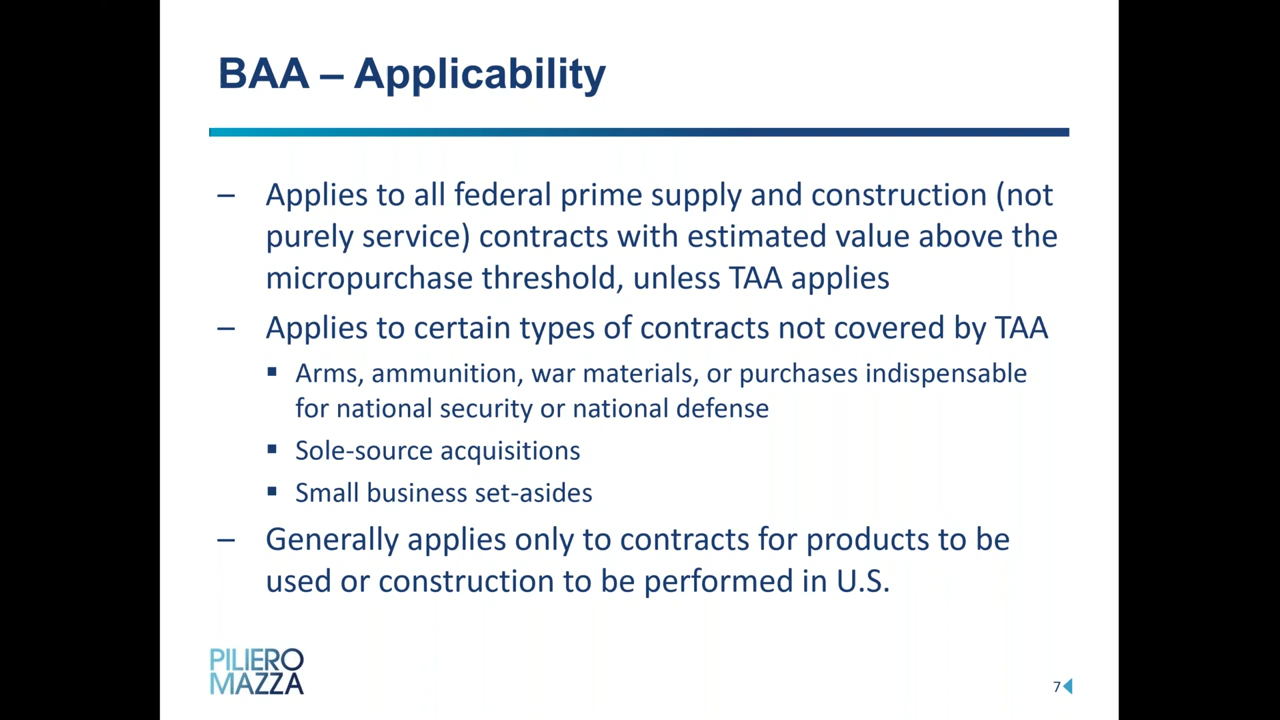 BAA – Applicability
– Applies to all federal prime supply and construction (not
purely service) contracts with estimated value above the
micropurchase threshold, unless TAA applies
– Applies to certain types of contracts not covered by TAA
▪ Arms, ammunition, war materials, or purchases indispensable
for national security or national defense
▪ Sole-source acquisitions
▪ Small business set-asides
– Generally applies only to contracts for products to be
used or construction to be performed in U.S.
PILIERO
MAZZA
7